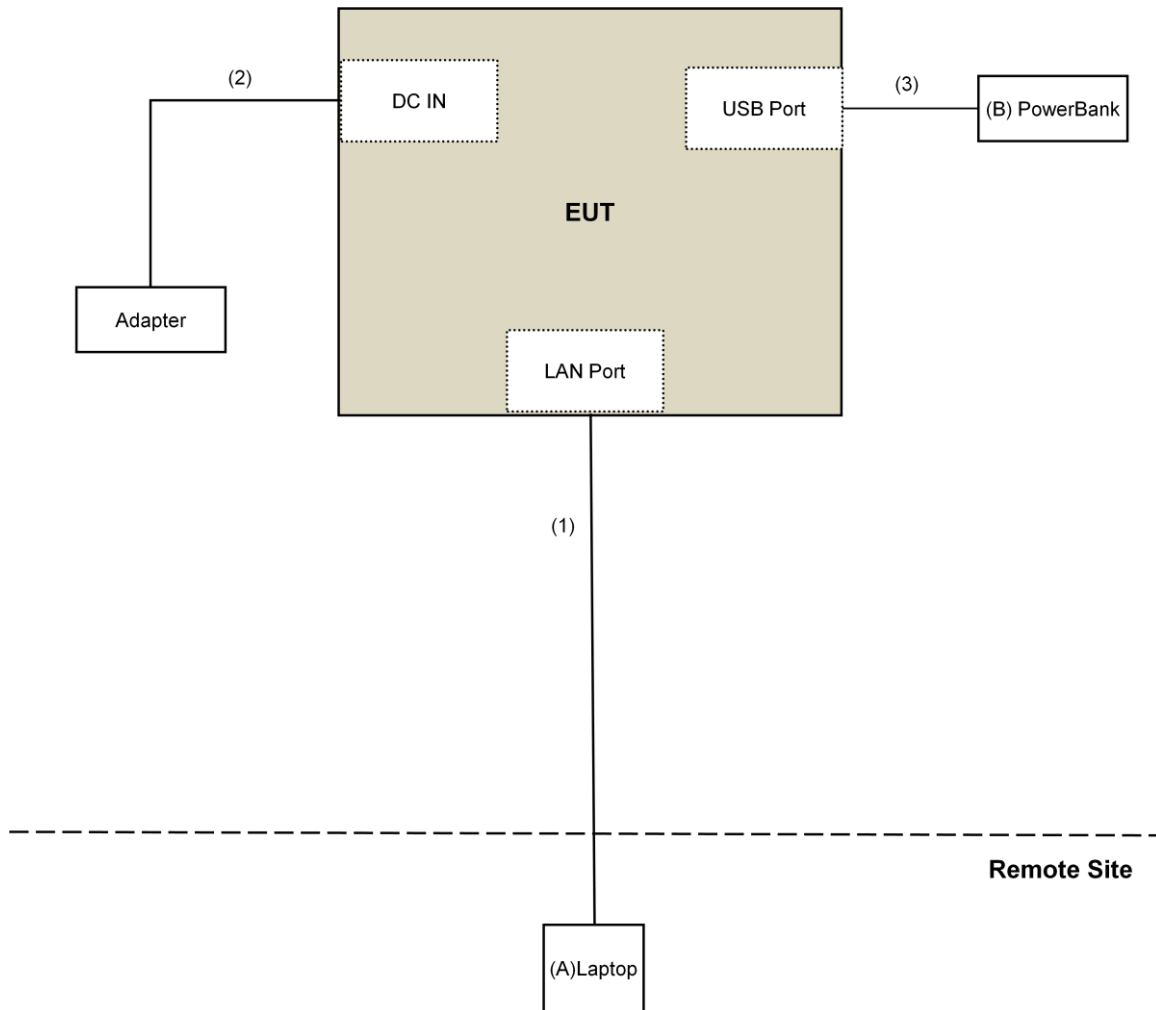 (2)
DC IN
USB Port
(3)
(B) PowerBank
EUT
Adapter
LAN Port
(1)
Remote Site
(A)Laptop